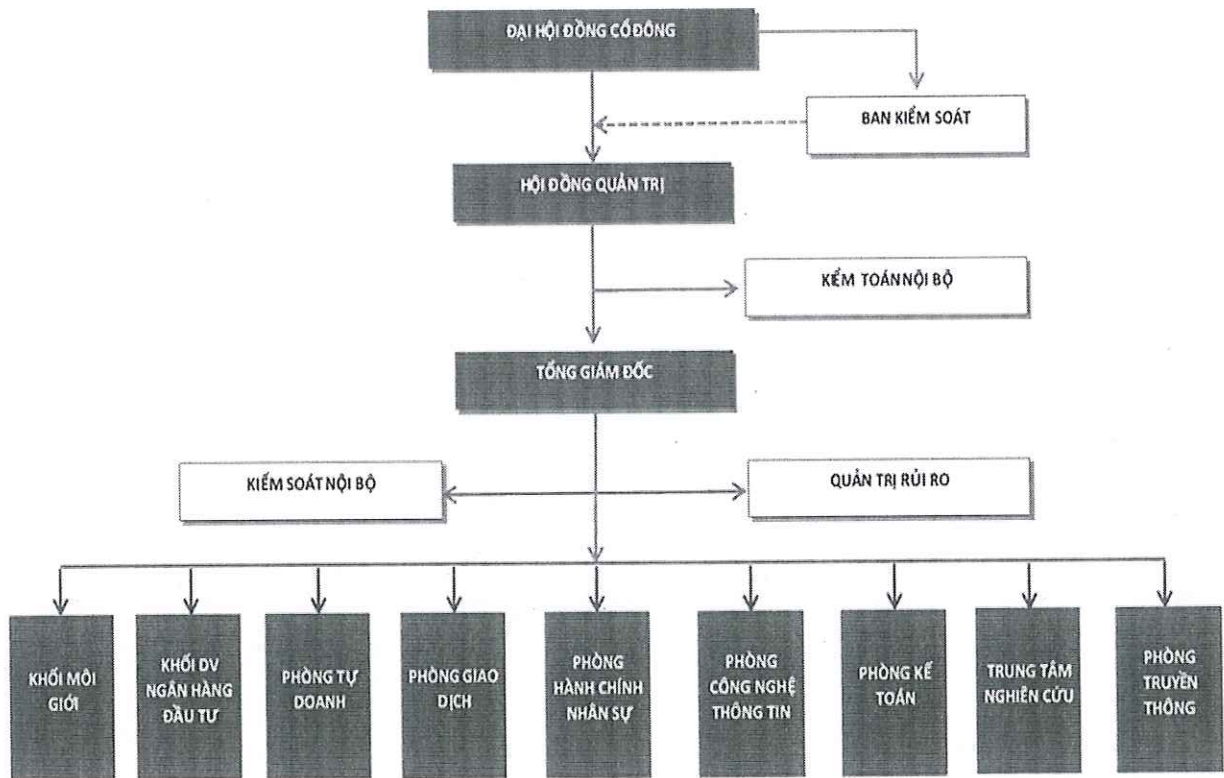 ĐẠI HỘI ĐỒNG CỔ ĐÔNG
BAN KIỂM SOÁT
HỘI ĐỒNG QUẢN TRỊ
KIỂM TOÁN NỘI BỘ
TỔNG GIÁM ĐỐC
KIỂM SOÁT NỘI BỘ
QUẢN TRỊ RỦI RO
KHỐI MÔI
GIỚI
KHỐI DV
NGÂN HÀNG
ĐẦU TƯ
PHÒNG TỰ
DOANH
PHÒNG GIAO
DỊCH
PHÒNG
HÀNH CHÍNH
NHÂN SỰ
PHÒNG
CÔNG NGHỆ
THÔNG TIN
PHÒNG KẾ
TOÁN
TRUNG TÂM
NGHIÊN CỨU
PHÒNG
TRUYỀN
THÔNG